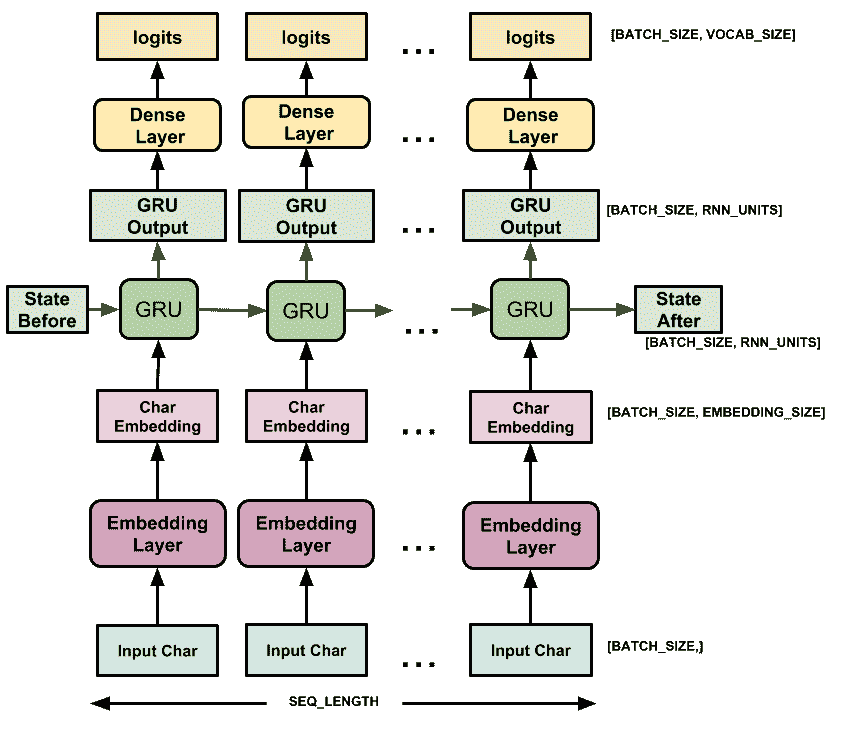 logits
logits
...
logits
[BATCH_SIZE, VOCAB_SIZE]
Dense
Layer
Dense
Layer
...
Dense
Layer
GRU
Output
GRU
Output
...
GRU
Output
[BATCH_SIZE, RNN_UNITS]
State
Before
GRU
GRU
...
GRU
State
After
[BATCH_SIZE, RNN_UNITS]
Char
Embedding
Char
Embedding
...
Char
Embedding
[BATCH_SIZE, EMBEDDING_SIZE]
Embedding
Layer
Embedding
Layer
...
Embedding
Layer
Input Char
Input Char
...
Input Char
[BATCH_SIZE,]
SEQ_LENGTH